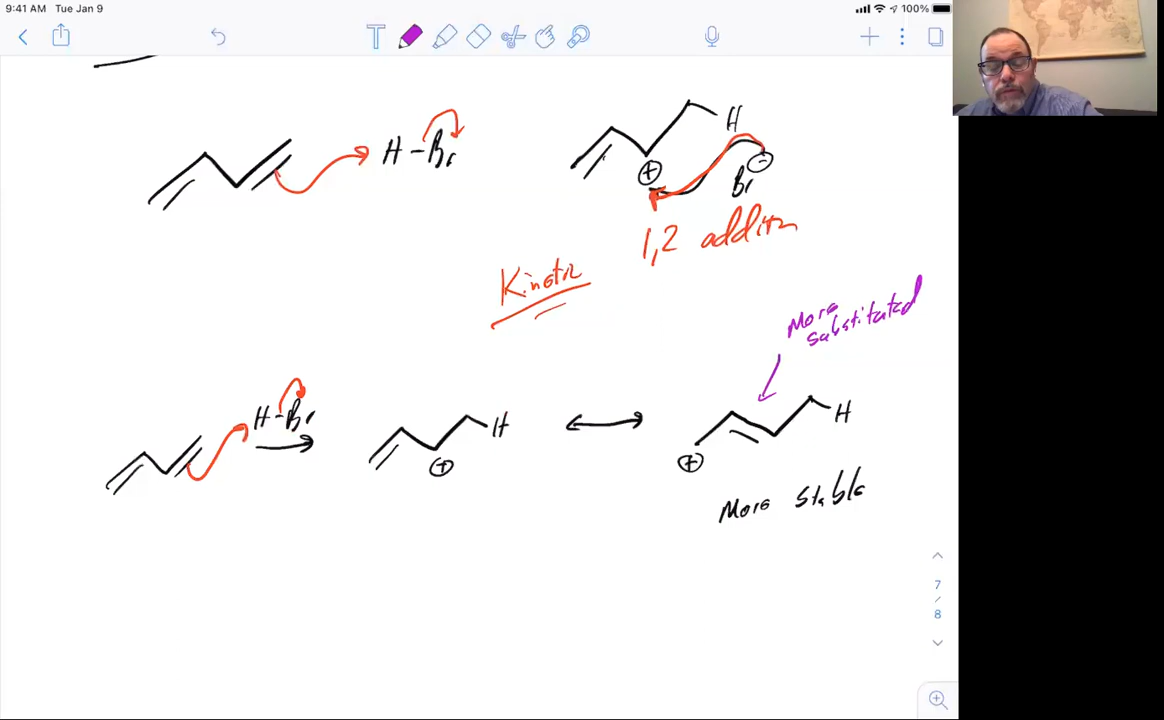 9:41 AM Tue Jan 9
100%
T
H-Br
H
+
-
Br
1,2 addition
Kinetic
More
substituted
H-Br
H
+
H
+
More stable
7
/
8